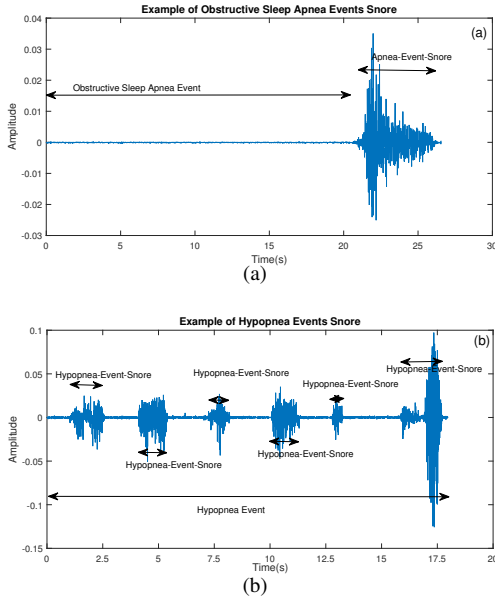 Example of Obstructive Sleep Apnea Events Snore
(a)
0.04
0.03
0.02
0.01
0
-0.01
-0.02
-0.03
Amplitude
Apnea-Event-Snore
Obstructive Sleep Apnea Event
0 5 10 15 20 25 30
Time(s)
(a)
Example of Hypopnea Events Snore
(b)
0.1
0.05
0
-0.05
-0.1
-0.15
Amplitude
Hypopnea-Event-Snore
Hypopnea-Event-Snore
Hypopnea-Event-Snore
Hypopnea-Event-Snore
Hypopnea-Event-Snore
Hypopnea-Event-Snore
Hypopnea Event
0 2.5 5 7.5 10 12.5 15 17.5 20
Time(s)
(b)